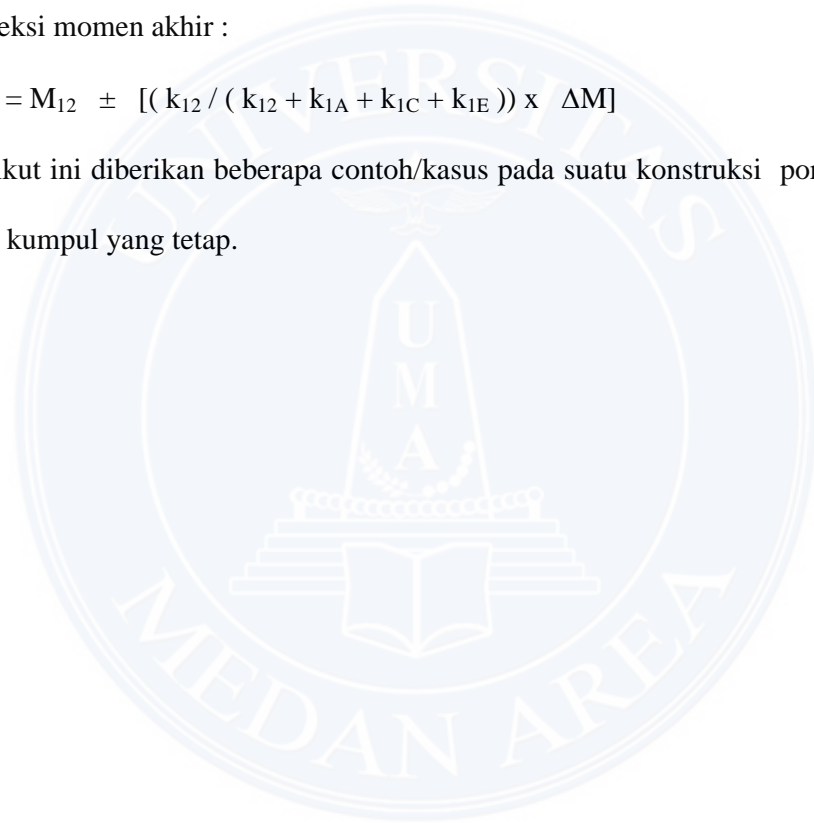 eksi momen akhir :
= M₁₂ ± [( k₁₂ / ( k₁₂ + k₁A + k₁C + k₁E )) x ΔM]
kut ini diberikan beberapa contoh/kasus pada suatu konstruksi por
kumpul yang tetap.
UNIVERSITAS
U
M
A
MEDAN AREA